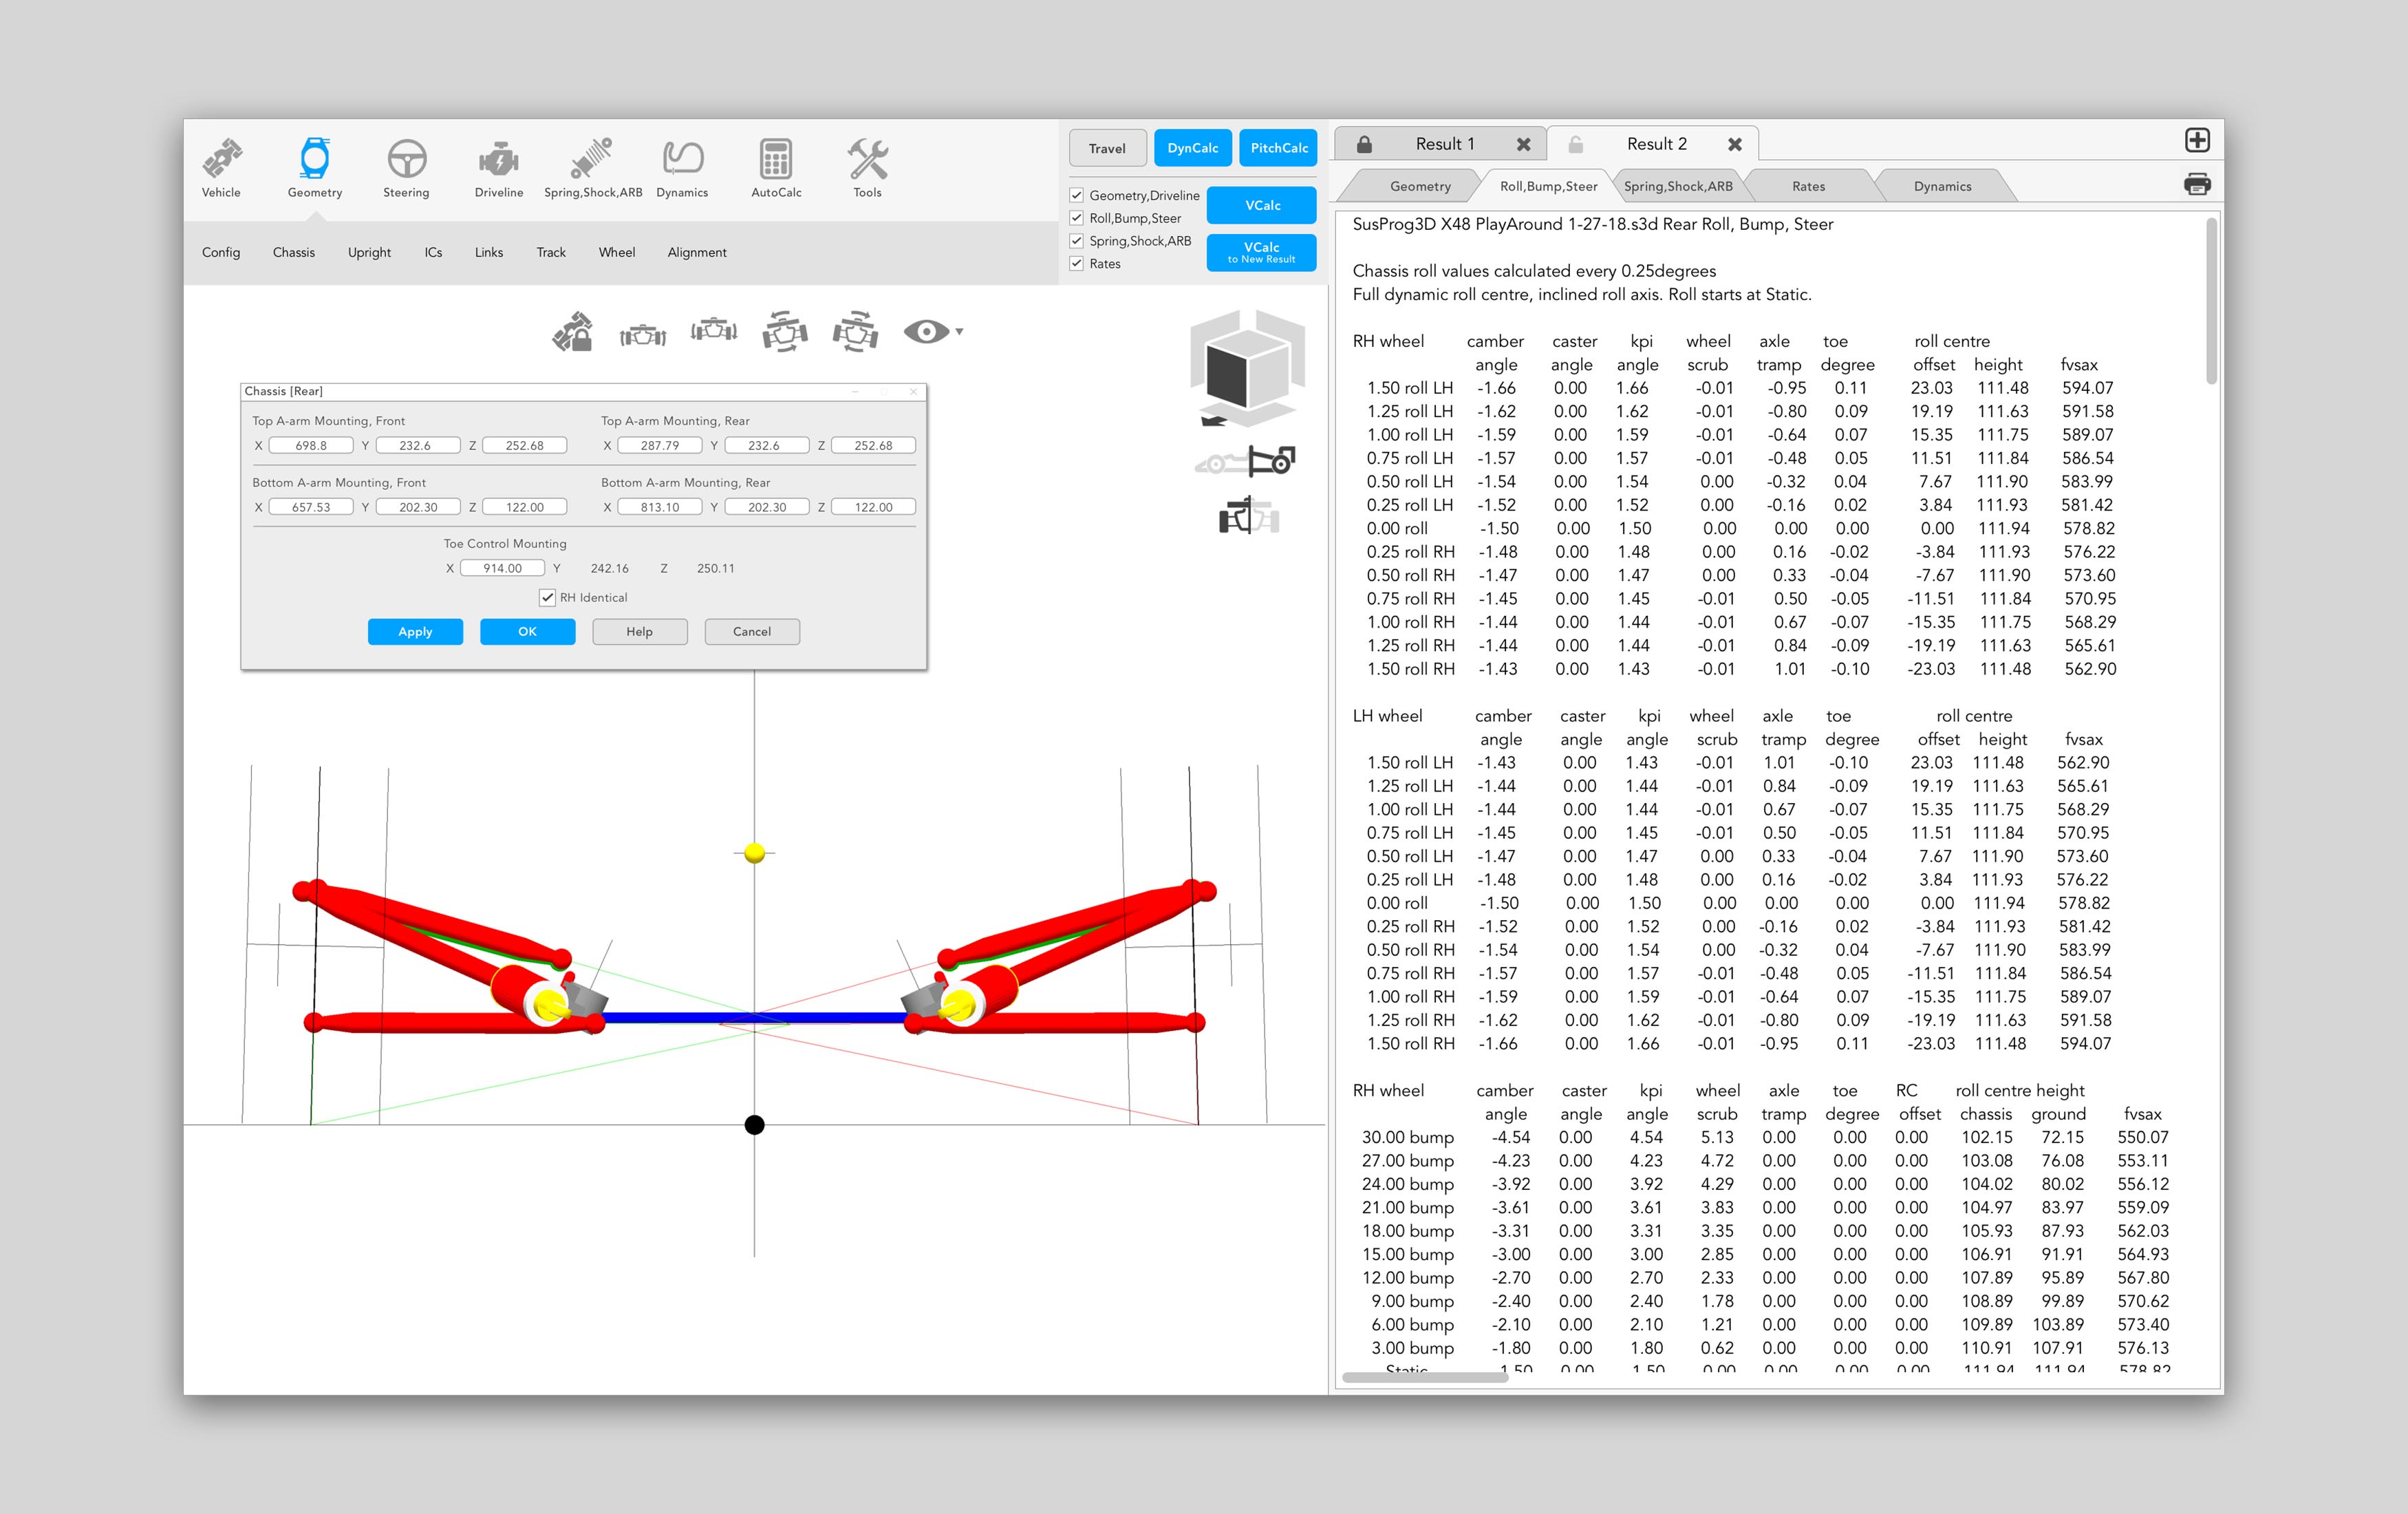 Vehicle Geometry Steering Driveline Spring,Shock,ARB Dynamics AutoCalc Tools
Config Chassis Upright ICs Links Track Wheel Alignment
Travel DynCalc PitchCalc
Geometry,Driveline
Roll,Bump,Steer
Spring,Shock,ARB
Rates
VCalc
VCalc
to New Result
Chassis [Rear]
Top A-arm Mounting, Front Top A-arm Mounting, Rear
X 698.8 Y 232.6 Z 252.68 X 287.79 Y 232.6 Z 252.68
Bottom A-arm Mounting, Front Bottom A-arm Mounting, Rear
X 657.53 Y 202.30 Z 122.00 X 813.10 Y 202.30 Z 122.00
Toe Control Mounting
X 914.00 Y 242.16 Z 250.11
RH Identical
Apply OK Help Cancel
Result 1 Result 2
Geometry Roll,Bump,Steer Spring,Shock,ARB Rates Dynamics
SusProg3D X48 PlayAround 1-27-18.s3d Rear Roll, Bump, Steer
Chassis roll values calculated every 0.25degrees
Full dynamic roll centre, inclined roll axis. Roll starts at Static.
RH wheel camber caster kpi wheel axle toe roll centre
angle angle angle scrub tramp degree offset height fvsax
1.50 roll LH -1.66 0.00 1.66 -0.01 -0.95 0.11 23.03 111.48 594.07
1.25 roll LH -1.62 0.00 1.62 -0.01 -0.80 0.09 19.19 111.63 591.58
1.00 roll LH -1.59 0.00 1.59 -0.01 -0.64 0.07 15.35 111.75 589.07
0.75 roll LH -1.57 0.00 1.57 -0.01 -0.48 0.05 11.51 111.84 586.54
0.50 roll LH -1.54 0.00 1.54 0.00 -0.32 0.04 7.67 111.90 583.99
0.25 roll LH -1.52 0.00 1.52 0.00 -0.16 0.02 3.84 111.93 581.42
0.00 roll -1.50 0.00 1.50 0.00 0.00 0.00 0.00 111.94 578.82
0.25 roll RH -1.48 0.00 1.48 0.00 0.16 -0.02 -3.84 111.93 576.22
0.50 roll RH -1.47 0.00 1.47 0.00 0.33 -0.04 -7.67 111.90 573.60
0.75 roll RH -1.45 0.00 1.45 -0.01 0.50 -0.05 -11.51 111.84 570.95
1.00 roll RH -1.44 0.00 1.44 -0.01 0.67 -0.07 -15.35 111.75 568.29
1.25 roll RH -1.44 0.00 1.44 -0.01 0.84 -0.09 -19.19 111.63 565.61
1.50 roll RH -1.43 0.00 1.43 -0.01 1.01 -0.10 -23.03 111.48 562.90
LH wheel camber caster kpi wheel axle toe roll centre
angle angle angle scrub tramp degree offset height fvsax
1.50 roll LH -1.43 0.00 1.43 -0.01 1.01 -0.10 23.03 111.48 562.90
1.25 roll LH -1.44 0.00 1.44 -0.01 0.84 -0.09 19.19 111.63 565.61
1.00 roll LH -1.44 0.00 1.44 -0.01 0.67 -0.07 15.35 111.75 568.29
0.75 roll LH -1.45 0.00 1.45 -0.01 0.50 -0.05 11.51 111.84 570.95
0.50 roll LH -1.47 0.00 1.47 0.00 0.33 -0.04 7.67 111.90 573.60
0.25 roll LH -1.48 0.00 1.48 0.00 0.16 -0.02 3.84 111.93 576.22
0.00 roll -1.50 0.00 1.50 0.00 0.00 0.00 0.00 111.94 578.82
0.25 roll RH -1.52 0.00 1.52 0.00 -0.16 0.02 -3.84 111.93 581.42
0.50 roll RH -1.54 0.00 1.54 0.00 -0.32 0.04 -7.67 111.90 583.99
0.75 roll RH -1.57 0.00 1.57 -0.01 -0.48 0.05 -11.51 111.84 586.54
1.00 roll RH -1.59 0.00 1.59 -0.01 -0.64 0.07 -15.35 111.75 589.07
1.25 roll RH -1.62 0.00 1.62 -0.01 -0.80 0.09 -19.19 111.63 591.58
1.50 roll RH -1.66 0.00 1.66 -0.01 -0.95 0.11 -23.03 111.48 594.07
RH wheel camber caster kpi wheel axle toe RC roll centre height
angle angle angle scrub tramp degree offset chassis ground fvsax
30.00 bump -4.54 0.00 4.54 5.13 0.00 0.00 0.00 102.15 72.15 550.07
27.00 bump -4.23 0.00 4.23 4.72 0.00 0.00 0.00 103.08 76.08 553.11
24.00 bump -3.92 0.00 3.92 4.29 0.00 0.00 0.00 104.02 80.02 556.12
21.00 bump -3.61 0.00 3.61 3.83 0.00 0.00 0.00 104.97 83.97 559.09
18.00 bump -3.31 0.00 3.31 3.35 0.00 0.00 0.00 105.93 87.93 562.03
15.00 bump -3.00 0.00 3.00 2.85 0.00 0.00 0.00 106.91 91.91 564.93
12.00 bump -2.70 0.00 2.70 2.33 0.00 0.00 0.00 107.89 95.89 567.80
9.00 bump -2.40 0.00 2.40 1.78 0.00 0.00 0.00 108.89 99.89 570.62
6.00 bump -2.10 0.00 2.10 1.21 0.00 0.00 0.00 109.89 103.89 573.40
3.00 bump -1.80 0.00 1.80 0.62 0.00 0.00 0.00 110.91 107.91 576.13
Static -1.50 0.00 1.50 0.00 0.00 0.00 0.00 111.94 111.94 578.82